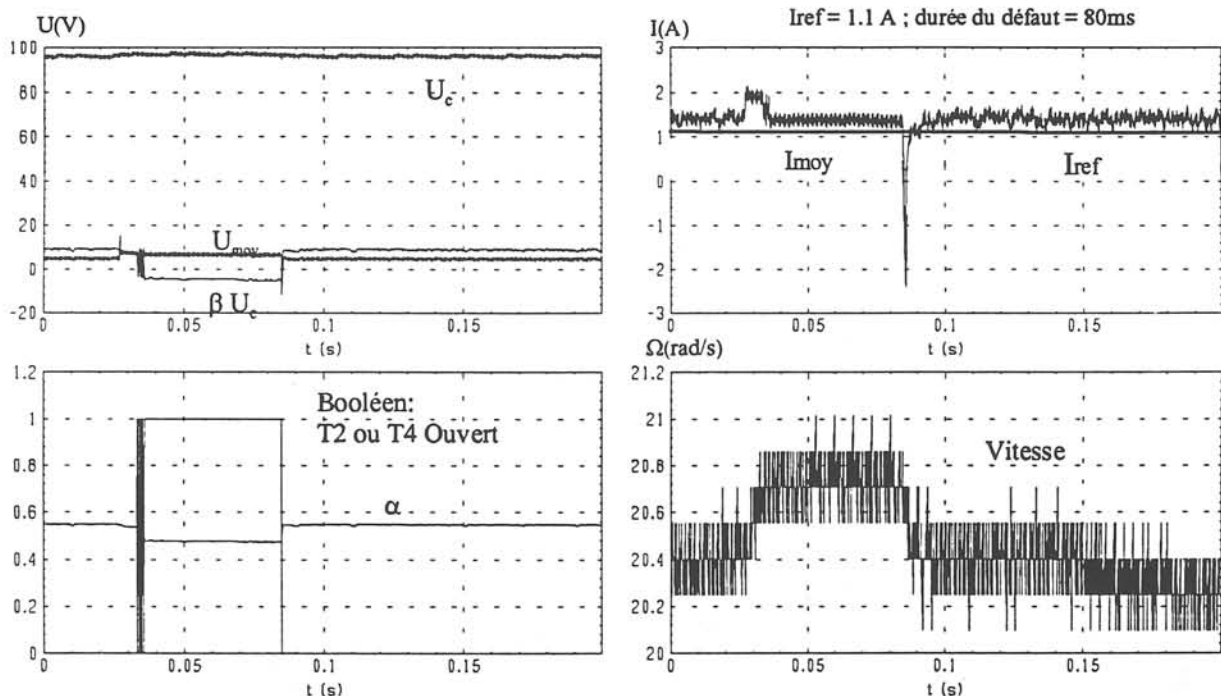 Iref = 1.1 A ; durée du défaut = 80ms
U(V)
100
80
60
40
20
0
-20
U_c
U_moy
β U_c
0 0.05 0.1 0.15
t (s)
I(A)
3
2
1
0
-1
-2
-3
Imoy
Iref
0 0.05 0.1 0.15
t (s)
1.2
1
0.8
0.6
0.4
0.2
0
Booléen:
T2 ou T4 Ouvert
α
0 0.05 0.1 0.15
t (s)
Ω(rad/s)
21.2
21
20.8
20.6
20.4
20.2
20
Vitesse
0 0.05 0.1 0.15
t (s)